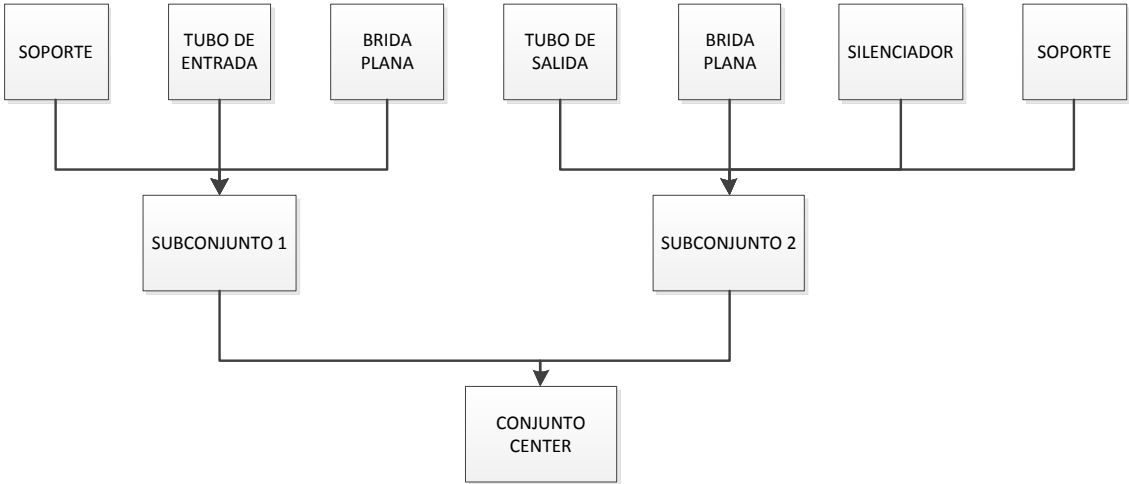 SOPORTE
TUBO DE
ENTRADA
BRIDA
PLANA
TUBO DE
SALIDA
BRIDA
PLANA
SILENCIADOR
SOPORTE
SUBCONJUNTO 1
SUBCONJUNTO 2
CONJUNTO
CENTER